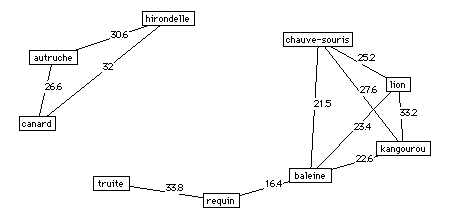 hirondelle
30.6
autruche
chauve-souris
25.2
32
26.6
lion
27.6
21.5
33.2
canard
23.4
kangourou
22.6
baleine
truite
16.4
33.8
requin